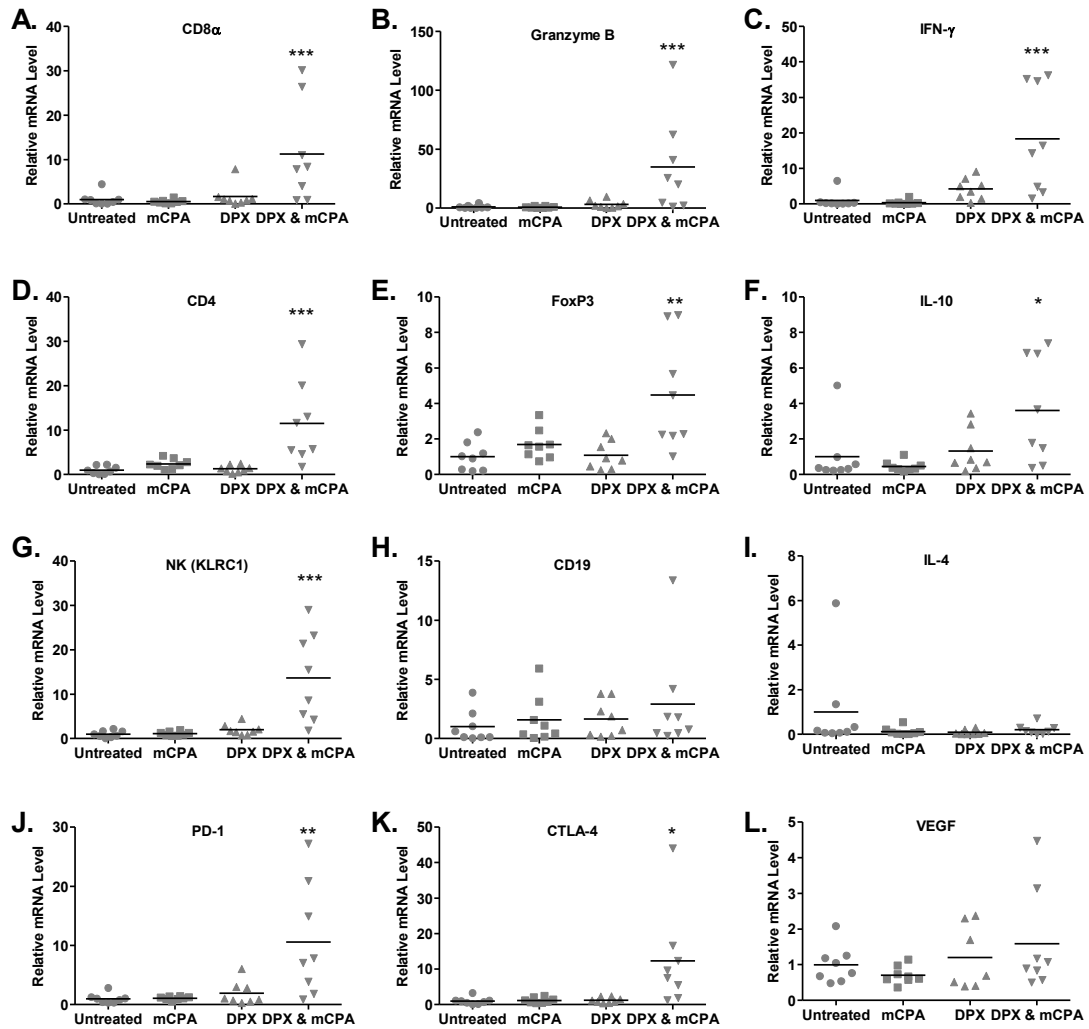 A.
CD8α
Relative mRNA Level
40
30
20
10
0
***
Untreated mCPA DPX DPX & mCPA
B.
Granzyme B
Relative mRNA Level
150
100
50
0
***
Untreated mCPA DPX DPX & mCPA
C.
IFN-γ
Relative mRNA Level
50
40
30
20
10
0
***
Untreated mCPA DPX DPX & mCPA
D.
CD4
Relative mRNA Level
40
30
20
10
0
***
Untreated mCPA DPX DPX & mCPA
E.
FoxP3
Relative mRNA Level
10
8
6
4
2
0
**
Untreated mCPA DPX DPX & mCPA
F.
IL-10
Relative mRNA Level
10
8
6
4
2
0
*
Untreated mCPA DPX DPX & mCPA
G.
NK (KLRC1)
Relative mRNA Level
40
30
20
10
0
***
Untreated mCPA DPX DPX & mCPA
H.
CD19
Relative mRNA Level
15
10
5
0
Untreated mCPA DPX DPX & mCPA
I.
IL-4
Relative mRNA Level
8
6
4
2
0
Untreated mCPA DPX DPX & mCPA
J.
PD-1
Relative mRNA Level
30
20
10
0
**
Untreated mCPA DPX DPX & mCPA
K.
CTLA-4
Relative mRNA Level
50
40
30
20
10
0
*
Untreated mCPA DPX DPX & mCPA
L.
VEGF
Relative mRNA Level
5
4
3
2
1
0
Untreated mCPA DPX DPX & mCPA